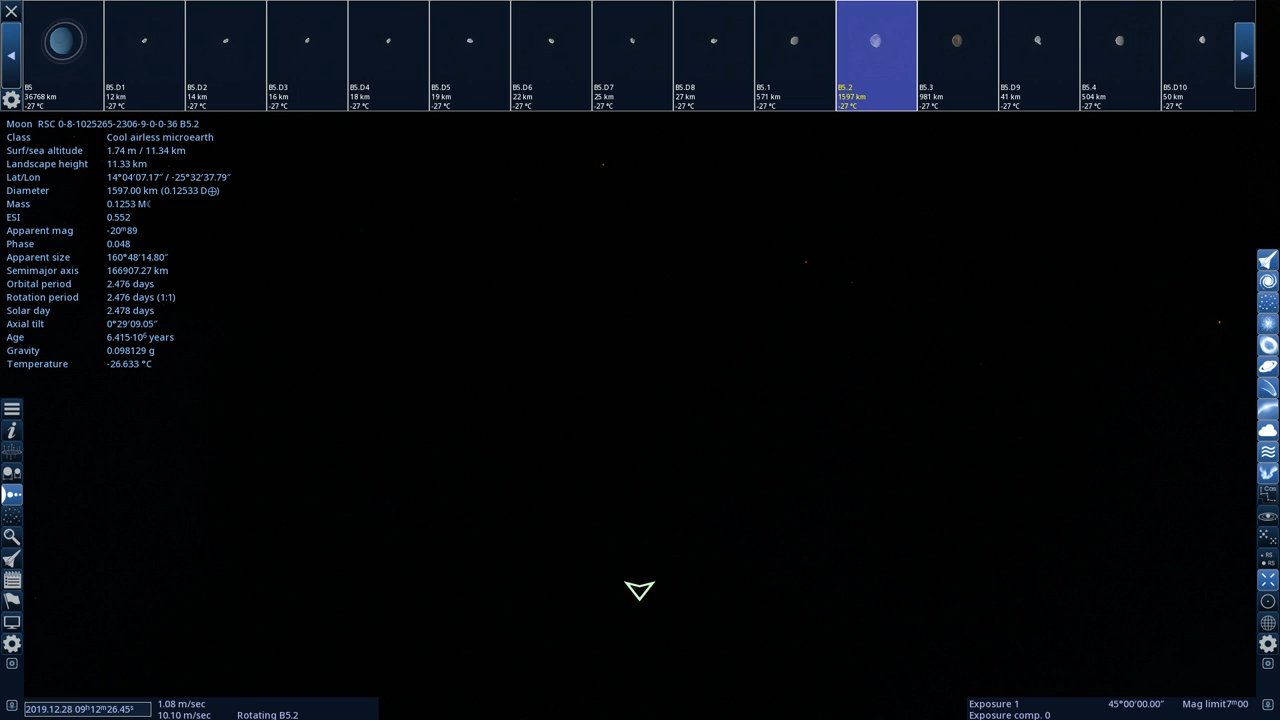 B5
36768 km
-27 ℃
B5.D1
12 km
-27 ℃
B5.D2
14 km
-27 ℃
B5.D3
16 km
-27 ℃
B5.D4
18 km
-27 ℃
B5.D5
19 km
-27 ℃
B5.D6
22 km
-27 ℃
B5.D7
25 km
-27 ℃
B5.D8
27 km
-27 ℃
B5.1
571 km
-27 ℃
B5.2
1597 km
-27 ℃
B5.3
981 km
-27 ℃
B5.D9
41 km
-27 ℃
B5.4
504 km
-27 ℃
B5.D10
50 km
-27 ℃
Moon RSC 0-8-1025265-2306-9-0-0-36 B5.2
Class Cool airless microearth
Surf/sea altitude 1.74 m / 11.34 km
Landscape height 11.33 km
Lat/Lon 14°04′07.17″ / -25°32′37.79″
Diameter 1597.00 km (0.12533 D⊕)
Mass 0.1253 M☾
ESI 0.552
Apparent mag -20ᵐ89
Phase 0.048
Apparent size 160°48′14.80″
Semimajor axis 166907.27 km
Orbital period 2.476 days
Rotation period 2.476 days (1:1)
Solar day 2.478 days
Axial tilt 0°29′09.05″
Age 6.415·10⁶ years
Gravity 0.098129 g
Temperature -26.633 °C
2019.12.28 09ʰ12ᵐ26.45ˢ
1.08 m/sec
10.10 m/sec
Rotating B5.2
Exposure 1
Exposure comp. 0
45°00′00.00″
Mag limit7ᵐ00